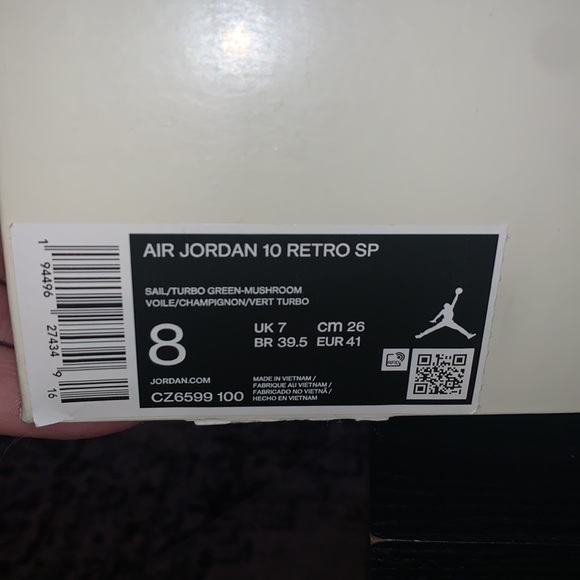 AIR JORDAN 10 RETRO SP
SAIL/TURBO GREEN-MUSHROOM
VOILE/CHAMPIGNON/VERT TURBO
8
UK 7 cm 26
BR 39.5 EUR 41
JORDAN.COM
CZ6599 100
MADE IN VIETNAM /
FABRIQUE AU VIETNAM /
FABRICADO NO VIETNÃ /
HECHO EN VIETNAM
RFID
1 94496 27434 9 16